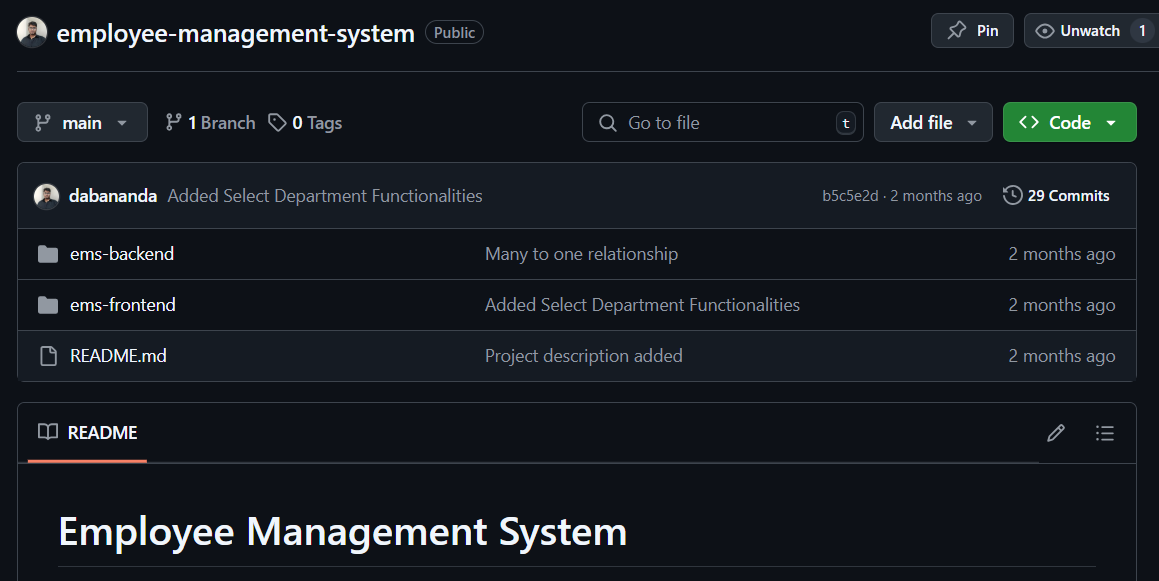 employee-management-system Public Pin Unwatch 1
main 1 Branch 0 Tags Go to file t Add file Code
dabananda Added Select Department Functionalities b5c5e2d · 2 months ago 29 Commits
ems-backend Many to one relationship 2 months ago
ems-frontend Added Select Department Functionalities 2 months ago
README.md Project description added 2 months ago
README
Employee Management System